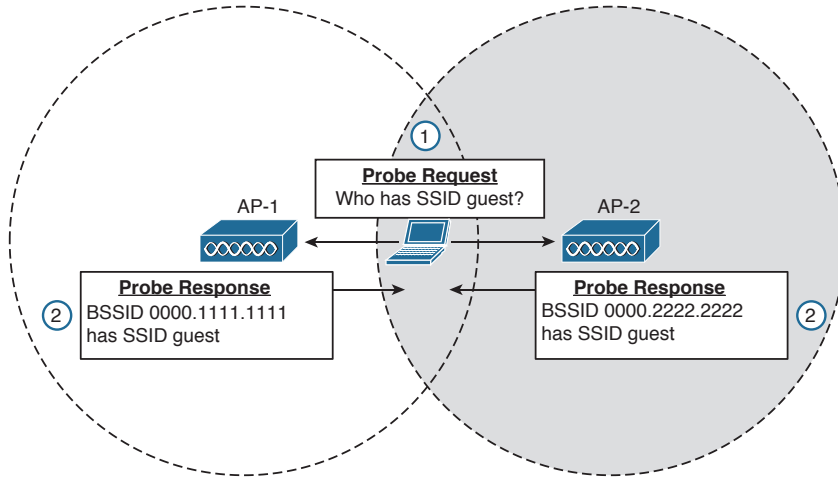 1
Probe Request
Who has SSID guest?
AP-1
AP-2
2
Probe Response
BSSID 0000.1111.1111
has SSID guest
Probe Response
BSSID 0000.2222.2222
has SSID guest
2